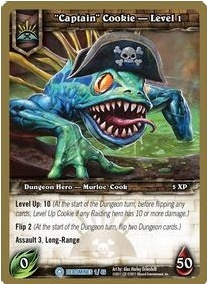 "Captain" Cookie — Level 1
Dungeon Hero — Murloc Cook
5 XP
Level Up: 10 (At the start of the Dungeon turn, before flipping any
cards, Level Up Cookie if any Raiding hero has 10 or more damage.)
Flip 2 (At the start of the Dungeon turn, flip two Dungeon cards.)
Assault 3, Long-Range
0
50